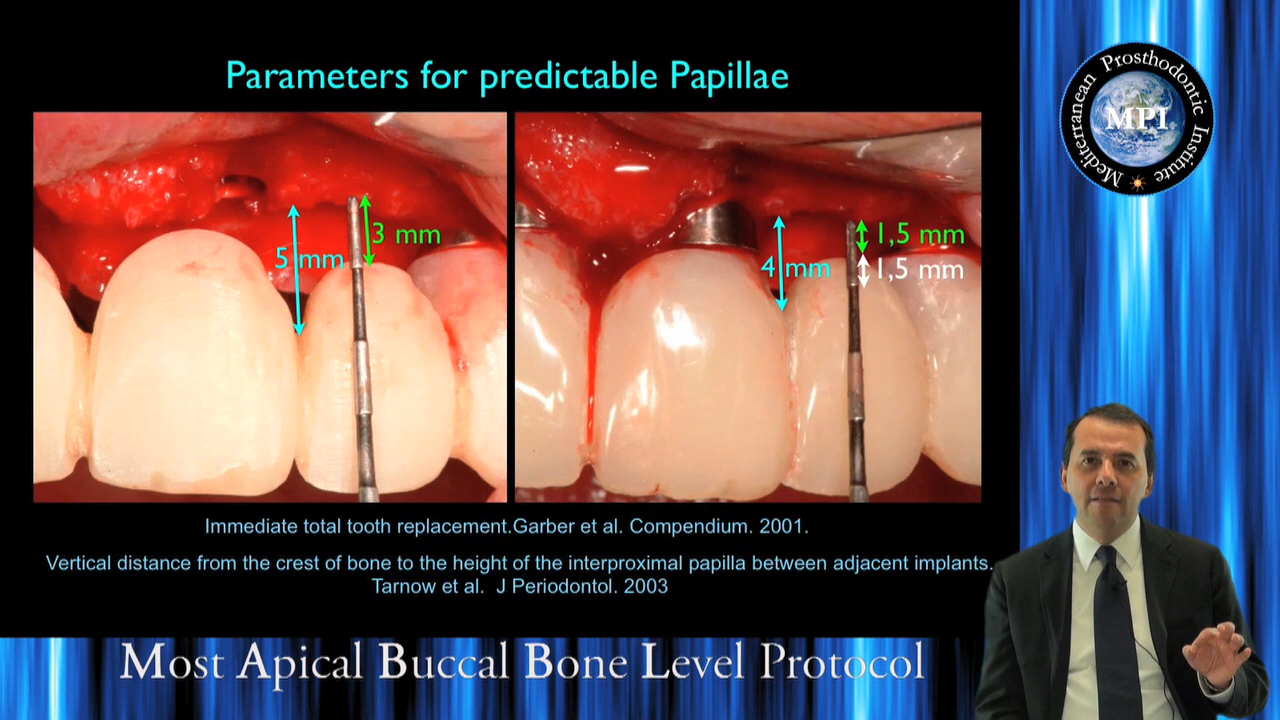 Parameters for predictable Papillae
5 mm
3 mm
4 mm
1,5 mm
1,5 mm
Immediate total tooth replacement.Garber et al. Compendium. 2001.
Vertical distance from the crest of bone to the height of the interproximal papilla between adjacent implants.
Tarnow et al. J Periodontol. 2003
Most Apical Buccal Bone Level Protocol
Mediterranean Prosthodontic Institute
MPI